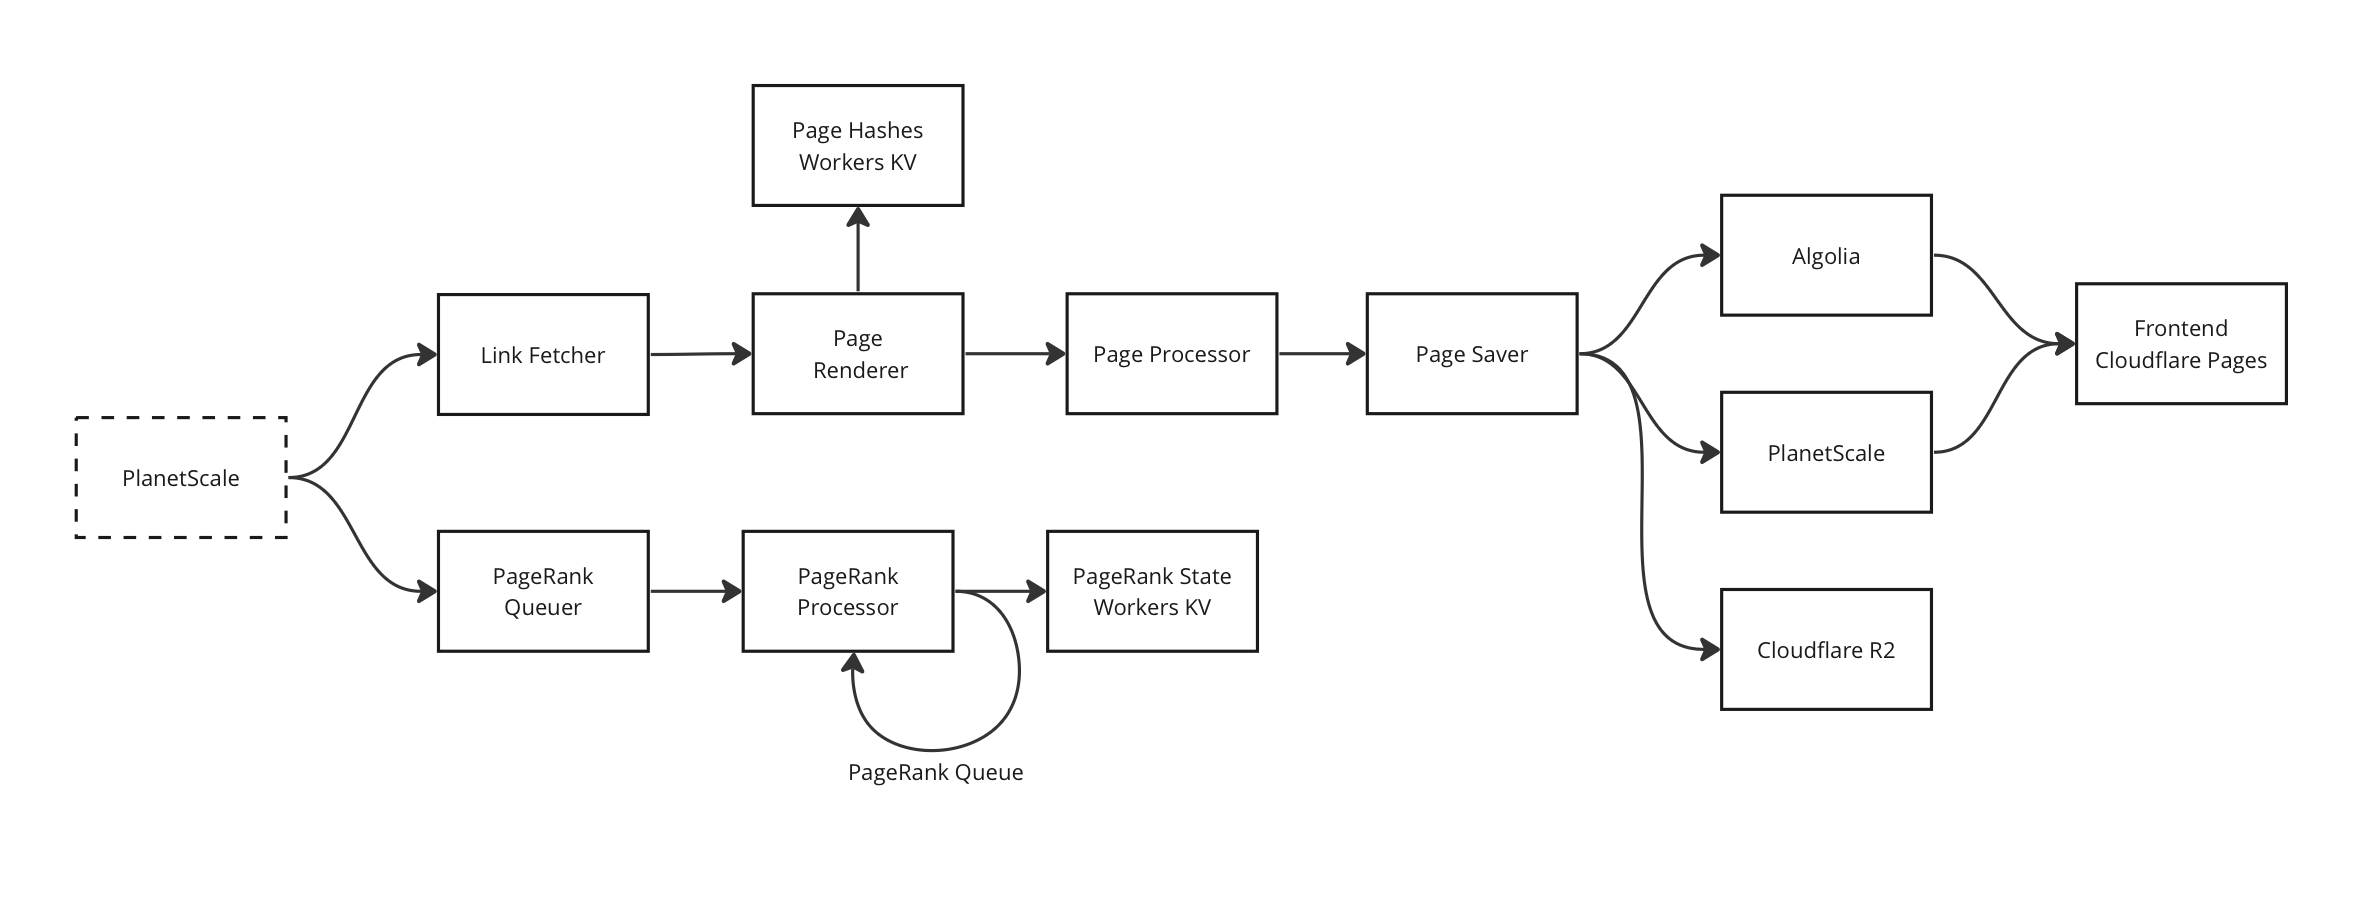 Page Hashes
Workers KV
Algolia
Frontend
Cloudflare Pages
Link Fetcher
Page
Renderer
Page Processor
Page Saver
PlanetScale
PlanetScale
PageRank
Queuer
PageRank
Processor
PageRank State
Workers KV
Cloudflare R2
PageRank Queue